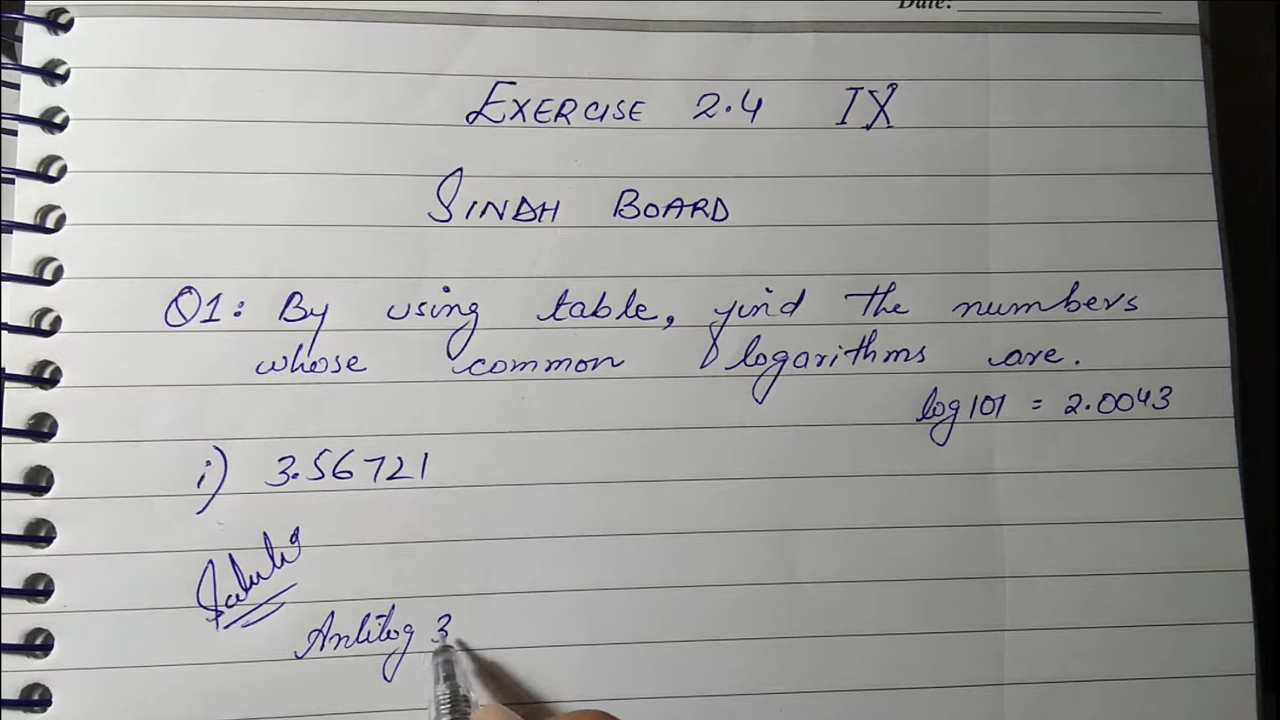 Date:
EXERCISE 2.4 IX
SINDH BOARD
Q1: By using table, find the numbers
whose common logarithms are.
log 101 = 2.0043
i) 3.56721
Antilog 3